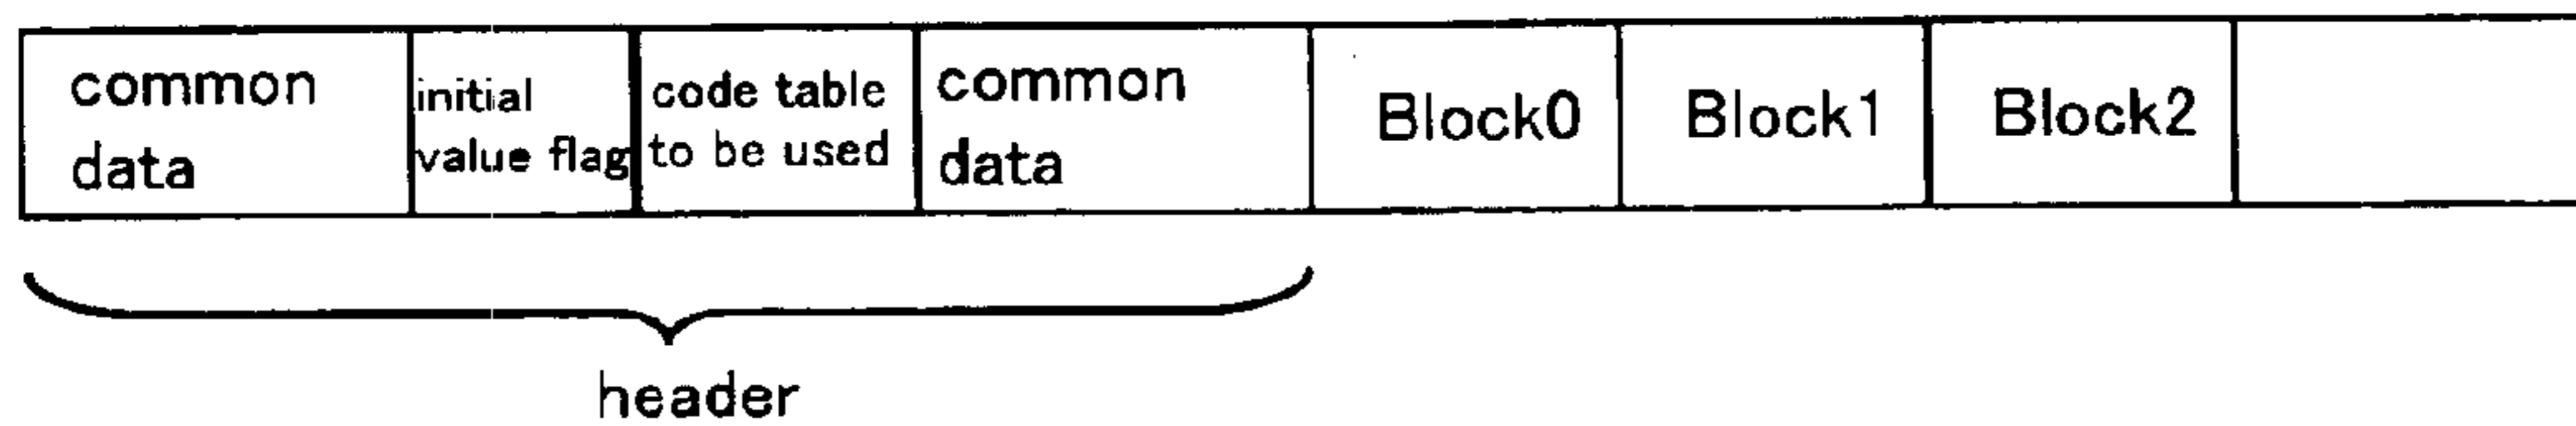 common
data
initial
value flag
code table
to be used
common
data
Block0
Block1
Block2
header